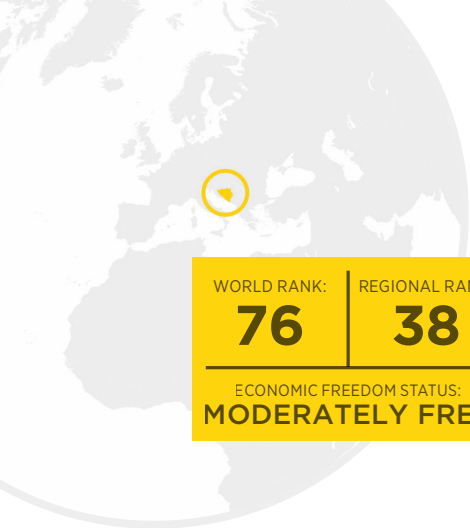 WORLD RANK:
76
REGIONAL RAN
38
ECONOMIC FREEDOM STATUS:
MODERATELY FRE